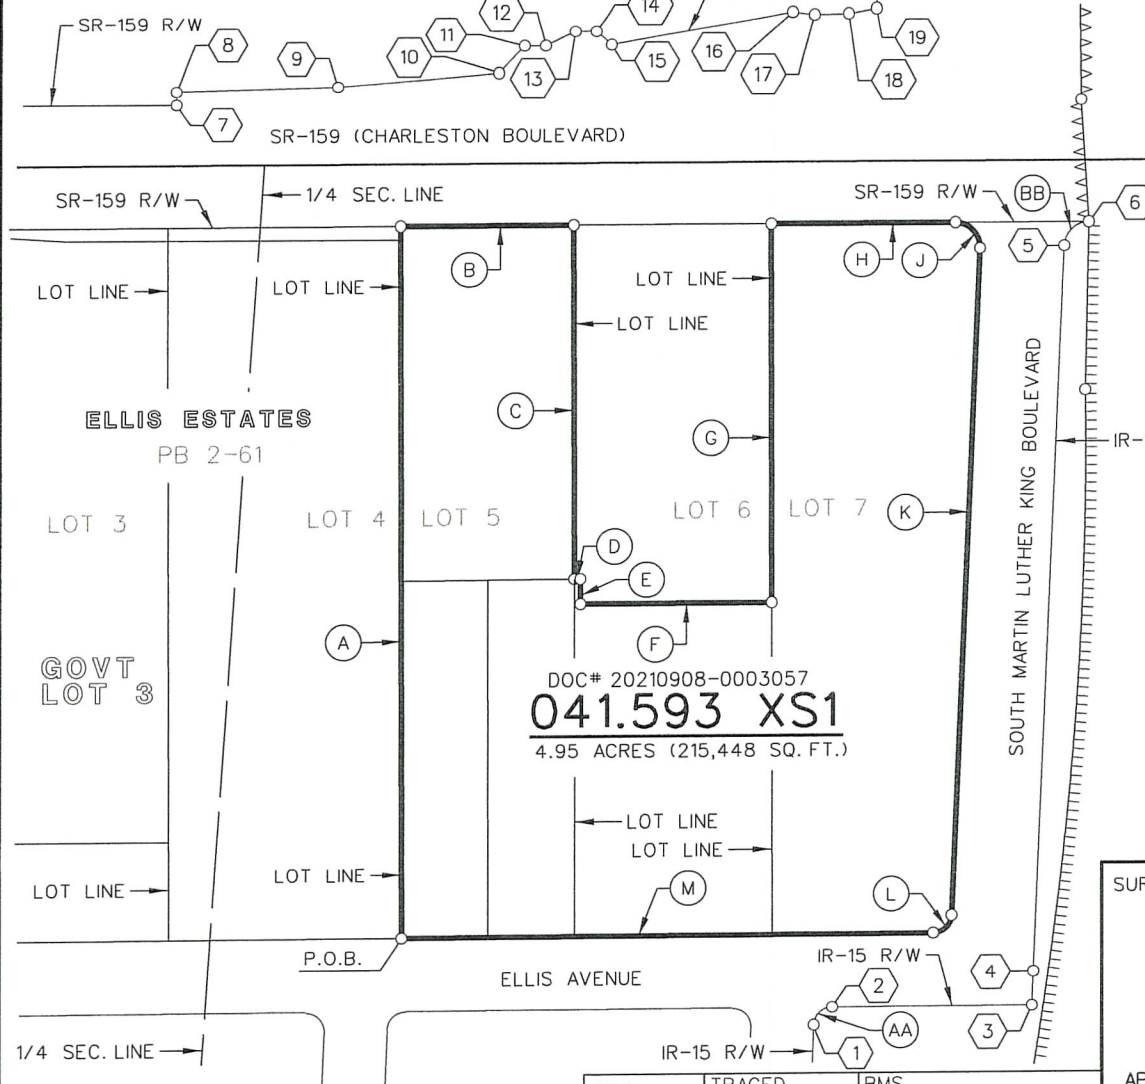 12
14
SR-159 R/W
8
11
19
9
10
16
15
13
17
18
7
SR-159 (CHARLESTON BOULEVARD)
1/4 SEC. LINE
SR-159 R/W
SR-159 R/W
BB
6
5
B
H
J
LOT LINE
LOT LINE
LOT LINE
LOT LINE
ELLIS ESTATES
PB 2-61
C
G
SOUTH MARTIN LUTHER KING BOULEVARD
IR-
LOT 3
LOT 4
LOT 5
LOT 6
LOT 7
K
D
E
A
F
GOVT
LOT 3
DOC# 20210908-0003057
041.593 XS1
4.95 ACRES (215,448 SQ. FT.)
LOT LINE
LOT LINE
LOT LINE
LOT LINE
M
L
SUR
P.O.B.
ELLIS AVENUE
IR-15 R/W
4
2
AA
3
1/4 SEC. LINE
IR-15 R/W
1
TRACED
RMS